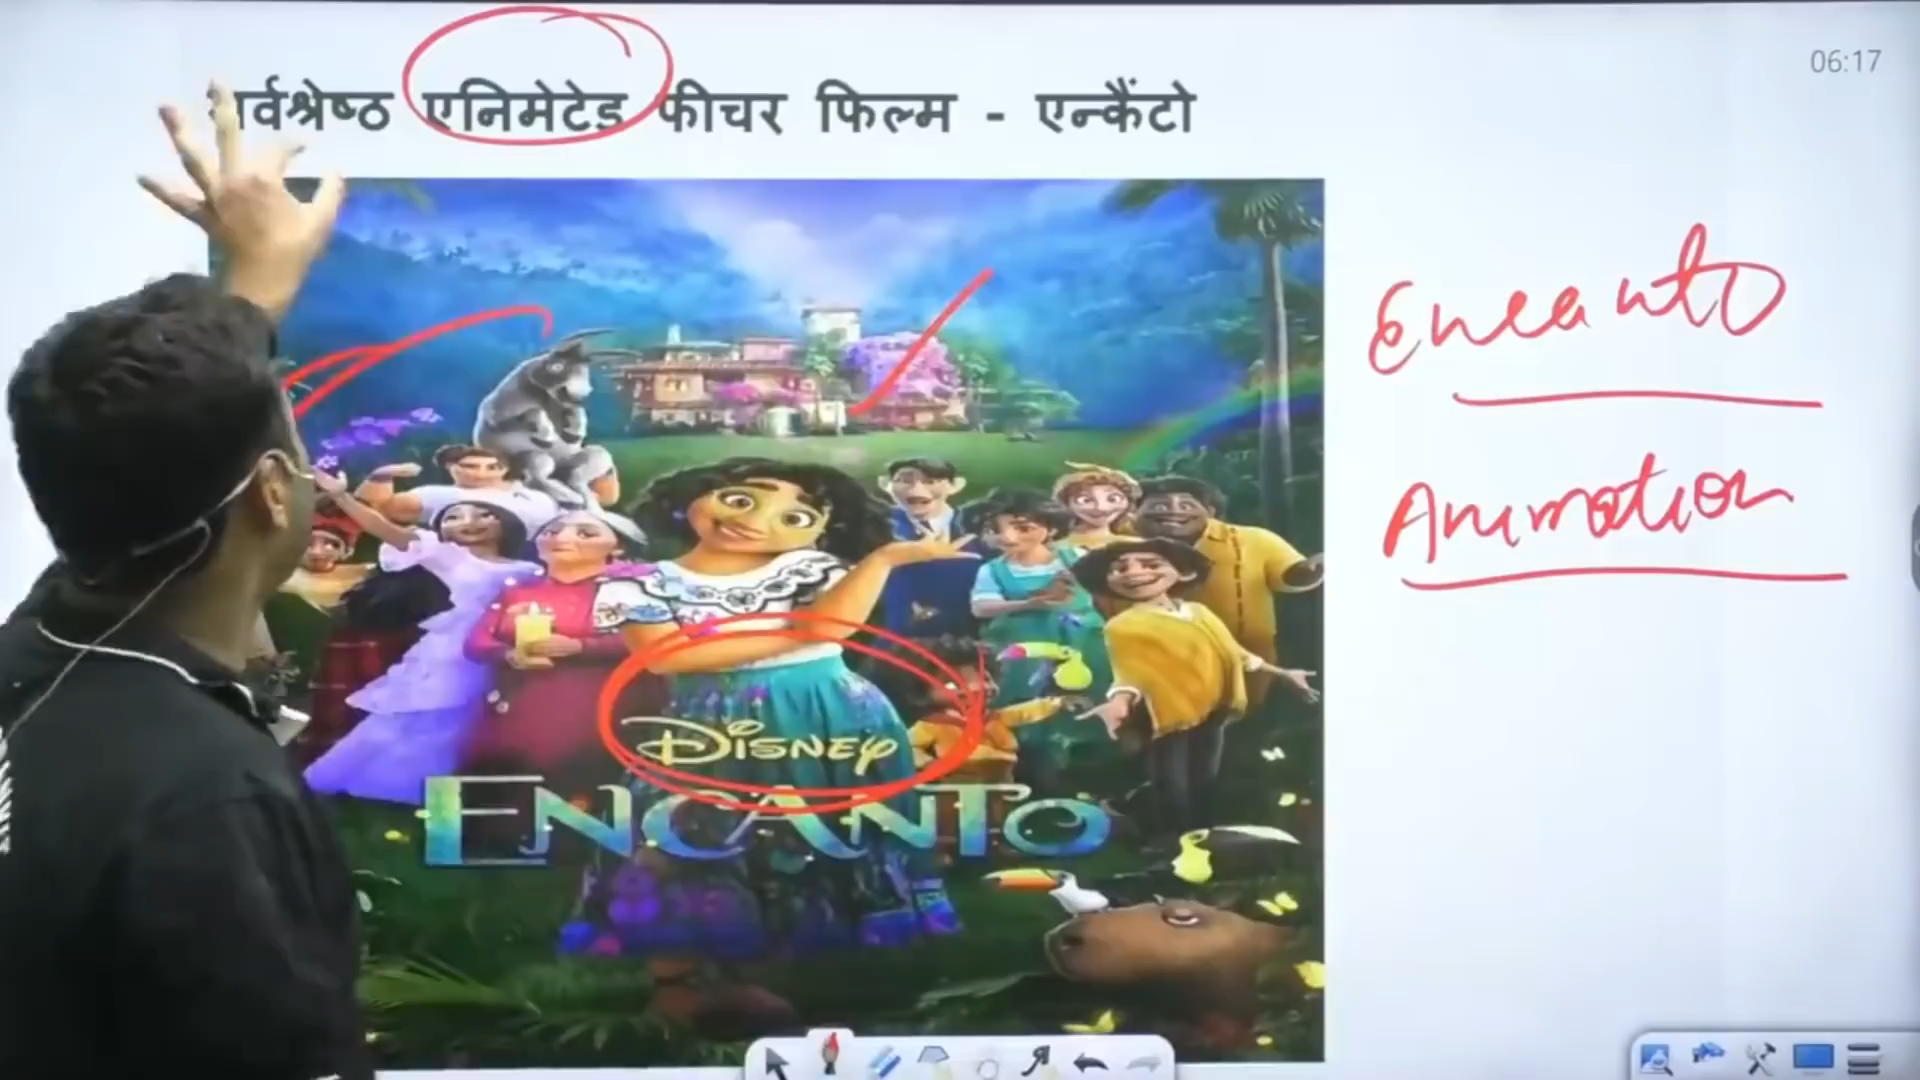 06:17
सर्वश्रेष्ठ एनिमेटेड फीचर फिल्म - एन्कैंटो
Encanto
Animation
DISNEY
ENCANTO